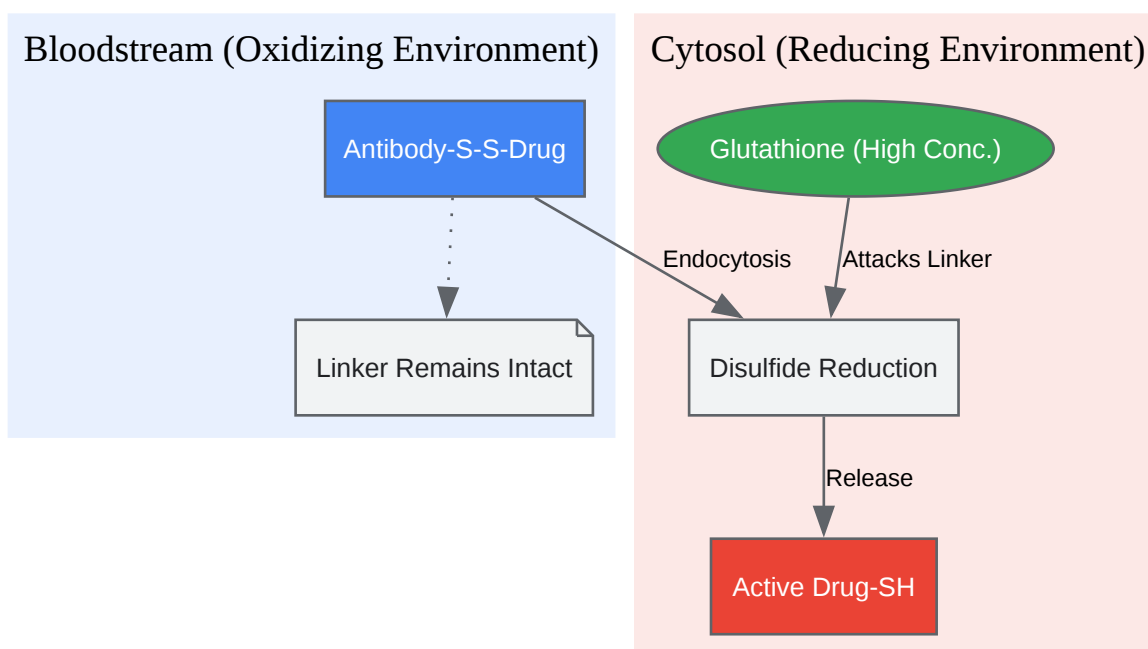 Bloodstream (Oxidizing Environment)
Cytosol (Reducing Environment)
Antibody-S-S-Drug
Glutathione (High Conc.)
Endocytosis
Attacks Linker
Linker Remains Intact
Disulfide Reduction
Release
Active Drug-SH